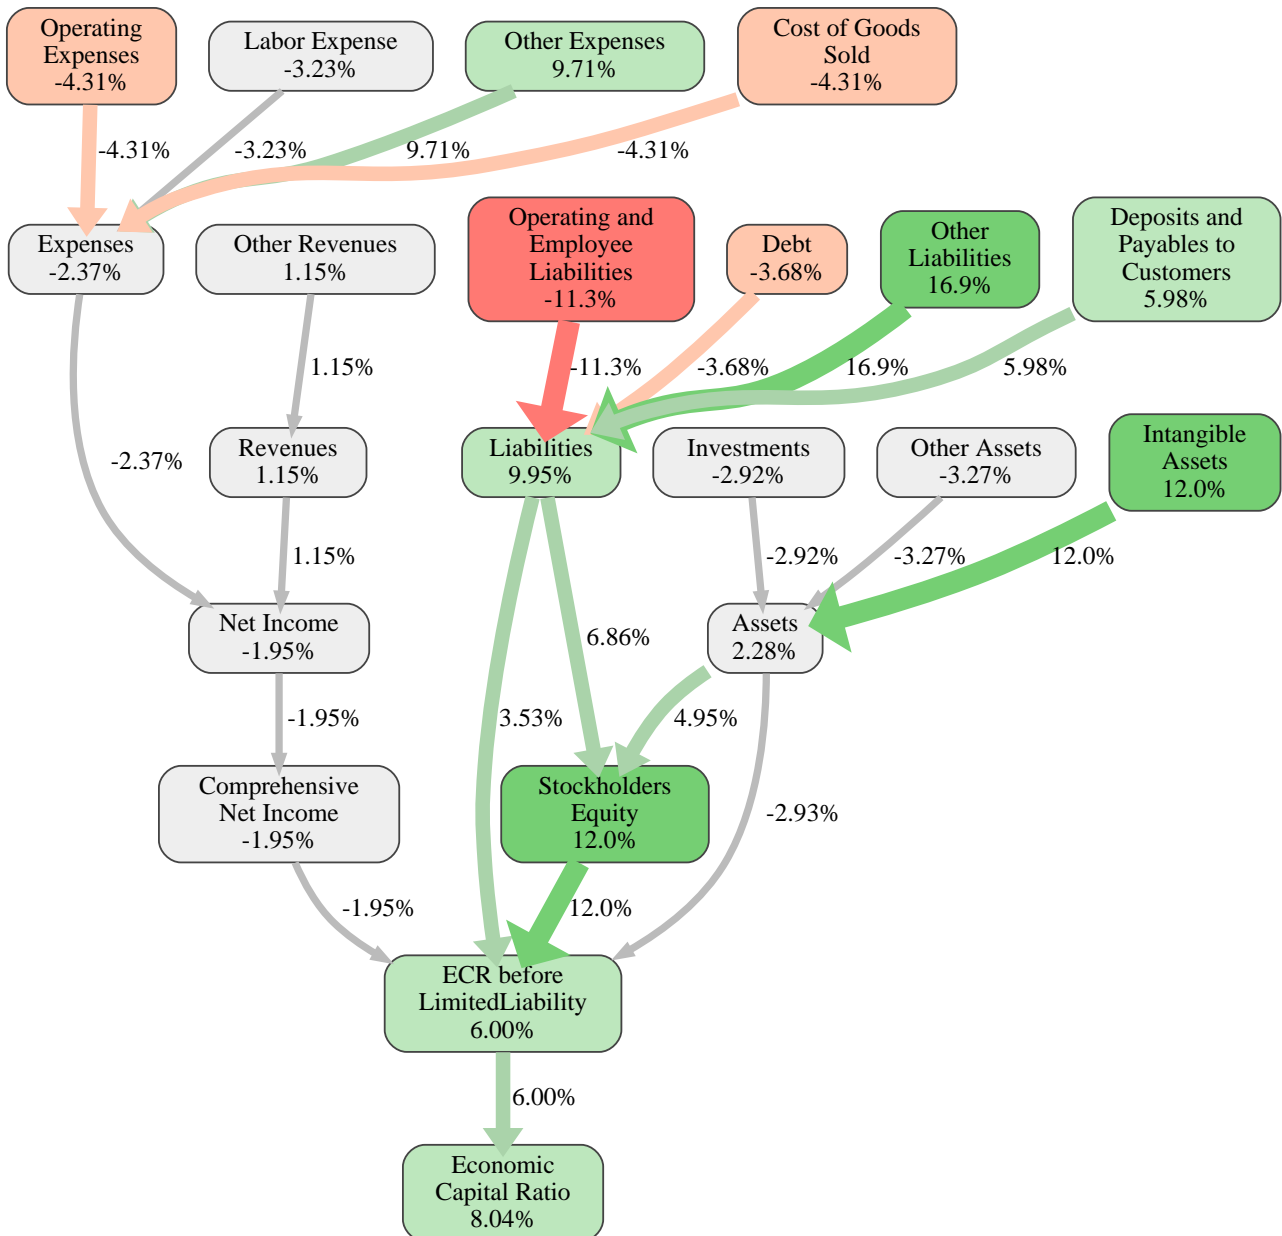 Operating
Expenses
-4.31%
Labor Expense
-3.23%
Other Expenses
9.71%
Cost of Goods
Sold
-4.31%
-4.31%
-3.23%
9.71%
-4.31%
Expenses
-2.37%
Other Revenues
1.15%
Operating and
Employee
Liabilities
-11.3%
Debt
-3.68%
Other
Liabilities
16.9%
Deposits and
Payables to
Customers
5.98%
1.15%
-11.3%
-3.68%
16.9%
5.98%
-2.37%
Revenues
1.15%
Liabilities
9.95%
Investments
-2.92%
Other Assets
-3.27%
Intangible
Assets
12.0%
1.15%
-2.92%
-3.27%
12.0%
Net Income
-1.95%
6.86%
Assets
2.28%
-1.95%
3.53%
4.95%
Comprehensive
Net Income
-1.95%
Stockholders
Equity
12.0%
-2.93%
-1.95%
12.0%
ECR before
LimitedLiability
6.00%
6.00%
Economic
Capital Ratio
8.04%